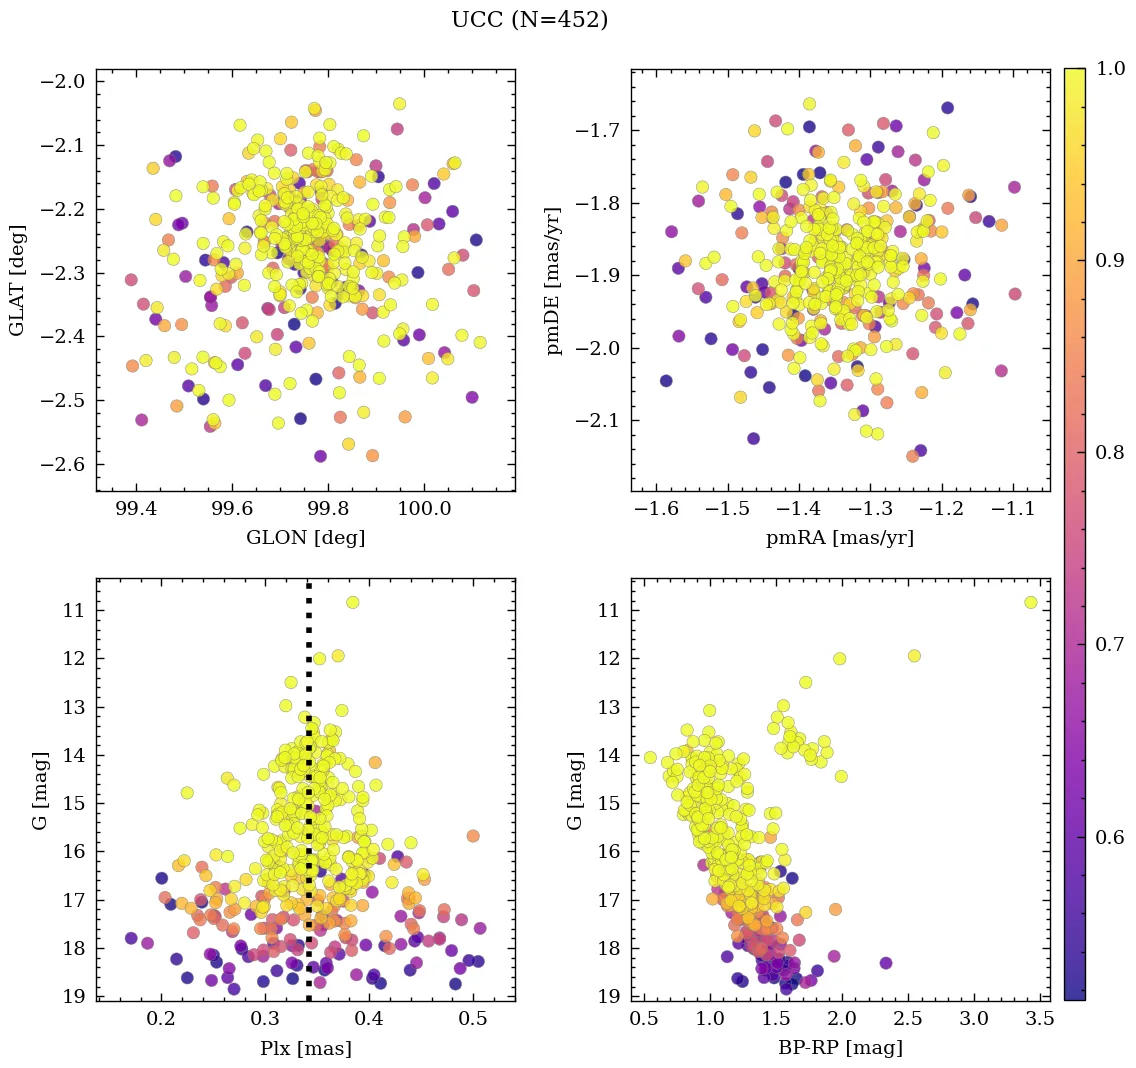 UCC (N=452)
−2.0
−2.1
−2.2
−2.3
−2.4
−2.5
−2.6
GLAT [deg]
99.4 99.6 99.8 100.0
GLON [deg]
−1.7
−1.8
−1.9
−2.0
−2.1
pmDE [mas/yr]
−1.6 −1.5 −1.4 −1.3 −1.2 −1.1
pmRA [mas/yr]
11
12
13
14
15
16
17
18
19
G [mag]
0.2 0.3 0.4 0.5
Plx [mas]
11
12
13
14
15
16
17
18
19
G [mag]
0.5 1.0 1.5 2.0 2.5 3.0 3.5
BP-RP [mag]
1.0
0.9
0.8
0.7
0.6